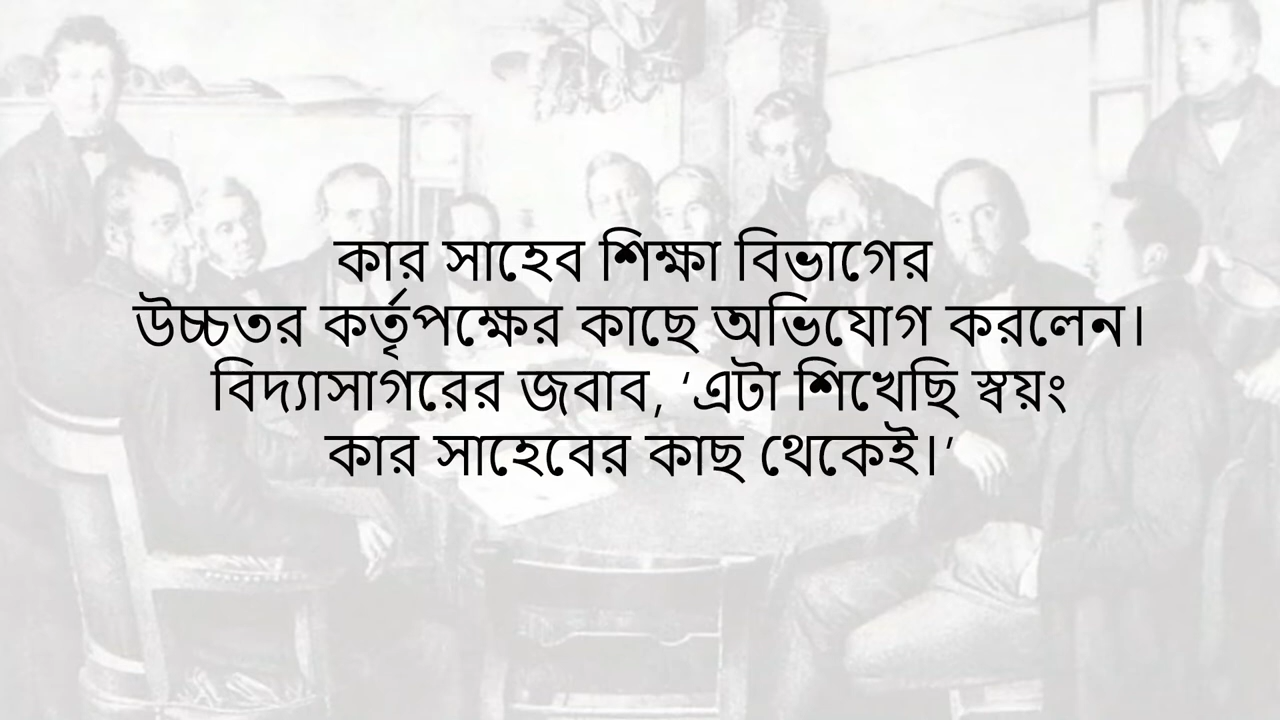 কার সাহেব শিক্ষা বিভাগের
উচ্চতর কর্তৃপক্ষের কাছে অভিযোগ করলেন।
বিদ্যাসাগরের জবাব, ‘এটা শিখেছি স্বয়ং
কার সাহেবের কাছ থেকেই।’